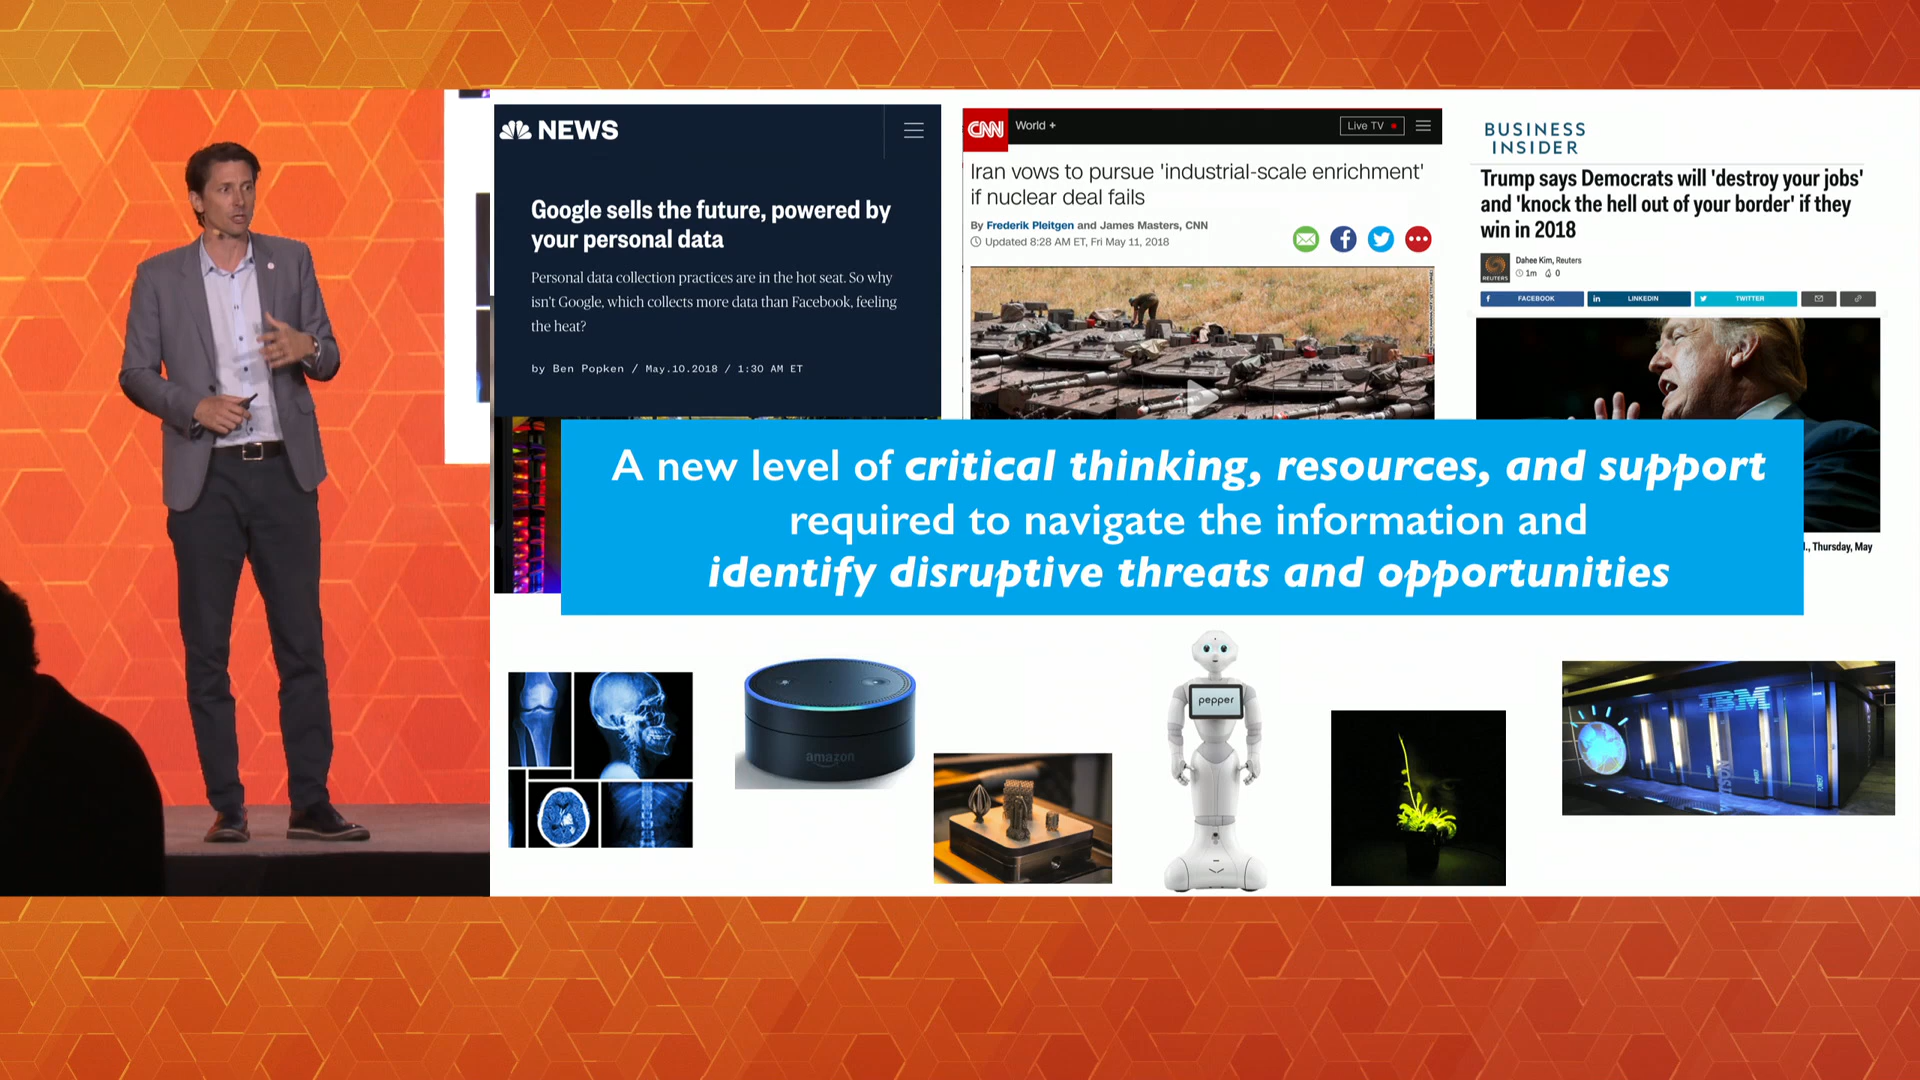 NEWS
Google sells the future, powered by
your personal data
Personal data collection practices are in the hot seat. So why
isn't Google, which collects more data than Facebook, feeling
the heat?
by Ben Popken / May.10.2018 / 1:30 AM ET
CNN World + Live TV
Iran vows to pursue 'industrial-scale enrichment'
if nuclear deal fails
By Frederik Pleitgen and James Masters, CNN
Updated 8:28 AM ET, Fri May 11, 2018
BUSINESS
INSIDER
Trump says Democrats will 'destroy your jobs'
and 'knock the hell out of your border' if they
win in 2018
REUTERS
Dahee Kim, Reuters
1m 0
FACEBOOK LINKEDIN TWITTER
A new level of critical thinking, resources, and support
required to navigate the information and
identify disruptive threats and opportunities
Thursday, May
amazon
pepper
IBM
WATSON